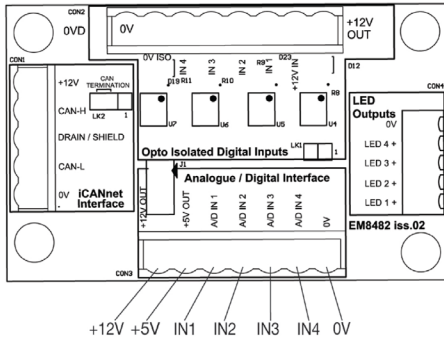 CON2
0VD
0V
+12V
OUT
0V ISO
IN 4
IN 3
IN 2
IN 1
+12V IN
D23
D12
D19
R11
R10
R9
R8
U7
U6
U5
U4
CON1
+12V
CAN
TERMINATION
LK2
1
CAN-H
DRAIN / SHIELD
CAN-L
0V
-
iCANnet
Interface
Opto Isolated Digital Inputs
LK1
1
CON4
LED
Outputs
0V
LED 4 +
LED 3 +
LED 2 +
LED 1 +
J1
Analogue / Digital Interface
+12V OUT
+5V OUT
A/D IN 1
A/D IN 2
A/D IN 3
A/D IN 4
0V
EM8482 iss.02
CON3
+12V +5V IN1 IN2 IN3 IN4 0V